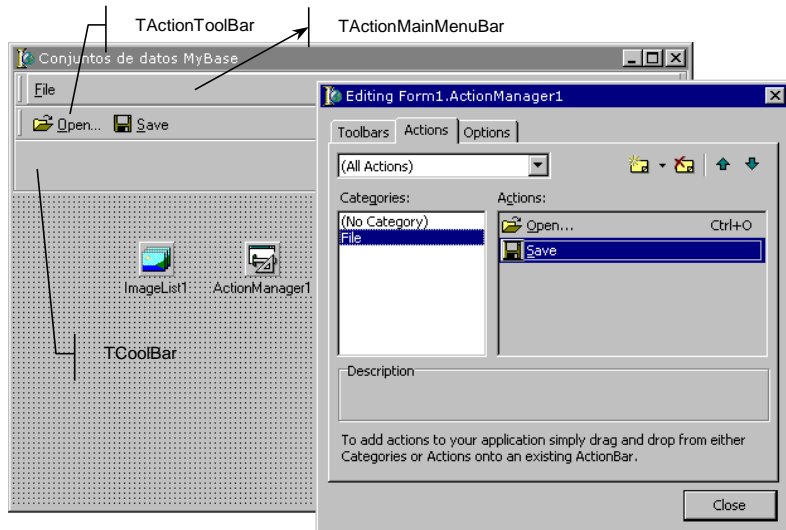 TActionToolBar
TActionMainMenuBar
Conjuntos de datos MyBase
File
Open... Save
ImageList1 ActionManager1
TCoolBar
Editing Form1.ActionManager1
Toolbars Actions Options
(All Actions)
Categories: Actions:
(No Category) Open... Ctrl+O
File Save
Description
To add actions to your application simply drag and drop from either
Categories or Actions onto an existing ActionBar.
Close